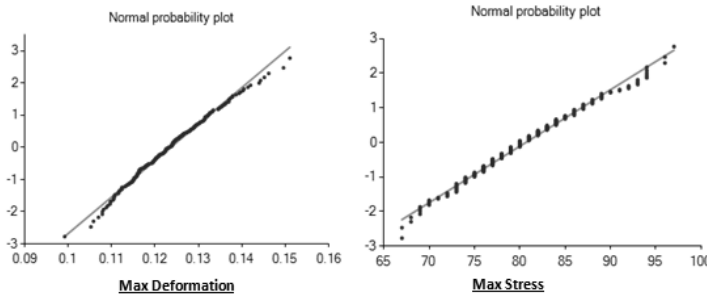 Normal probability plot
3
2
1
0
-1
-2
-3
0.09 0.1 0.11 0.12 0.13 0.14 0.15 0.16
Max Deformation
Normal probability plot
3
2
1
0
-1
-2
-3
70 75 80 85 90 95 100
Max Stress